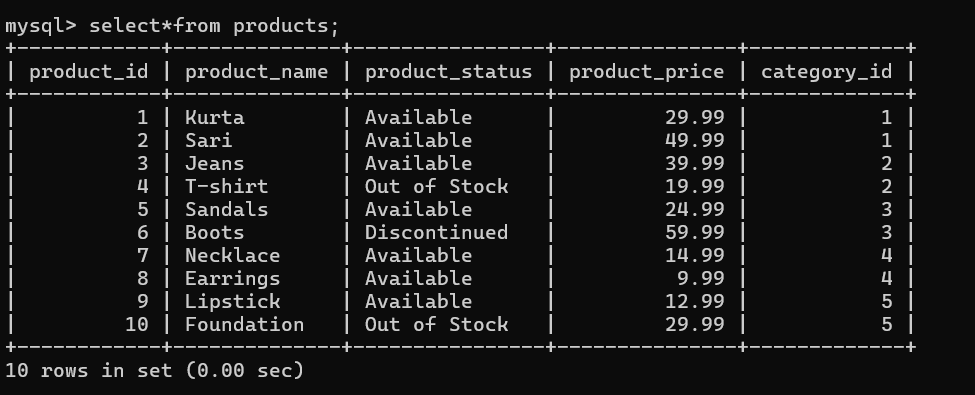 mysql> select*from products;
+------------+--------------+----------------+---------------+-------------+
| product_id | product_name | product_status | product_price | category_id |
+------------+--------------+----------------+---------------+-------------+
|          1 | Kurta        | Available      |         29.99 |           1 |
|          2 | Sari         | Available      |         49.99 |           1 |
|          3 | Jeans        | Available      |         39.99 |           2 |
|          4 | T-shirt      | Out of Stock   |         19.99 |           2 |
|          5 | Sandals      | Available      |         24.99 |           3 |
|          6 | Boots        | Discontinued   |         59.99 |           3 |
|          7 | Necklace     | Available      |         14.99 |           4 |
|          8 | Earrings     | Available      |          9.99 |           4 |
|          9 | Lipstick     | Available      |         12.99 |           5 |
|         10 | Foundation   | Out of Stock   |         29.99 |           5 |
+------------+--------------+----------------+---------------+-------------+
10 rows in set (0.00 sec)